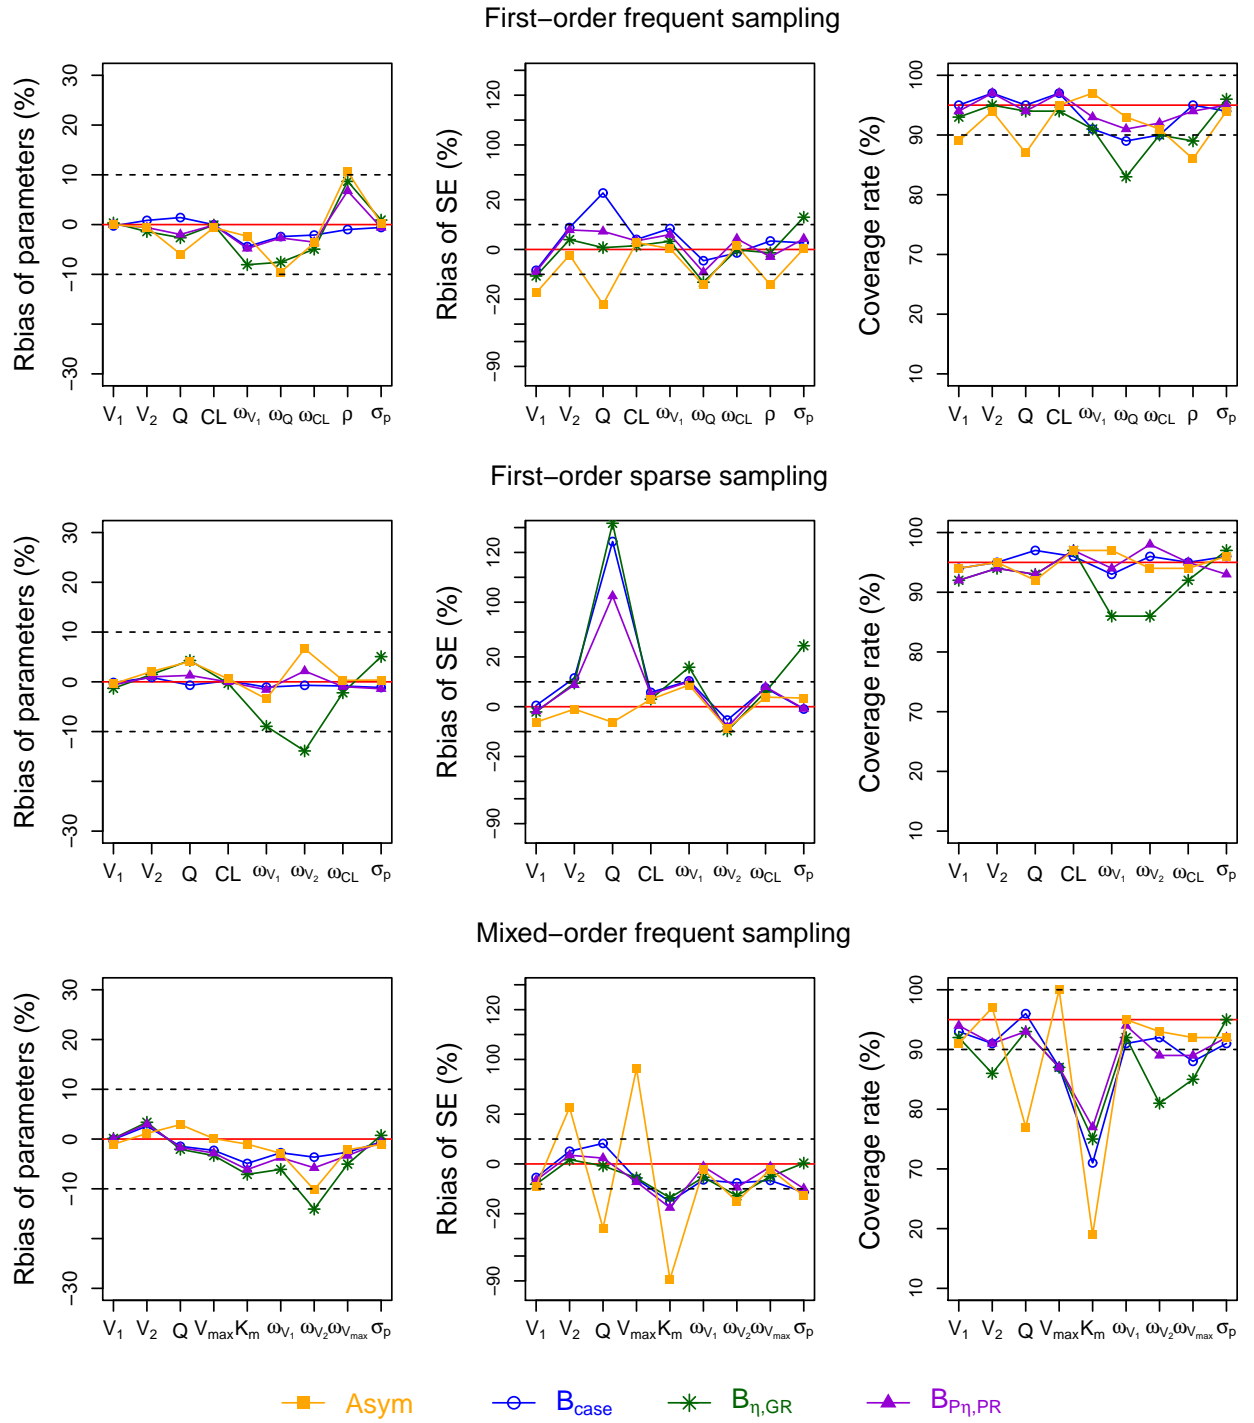 First−order frequent sampling
Rbias of parameters (%)
30
20
10
0
−10
−30
V1 V2 Q CL ωV1 ωQ ωCL ρ σp
Rbias of SE (%)
120
100
20
0
−20
−90
V1 V2 Q CL ωV1 ωQ ωCL ρ σp
Coverage rate (%)
100
90
80
70
20
10
V1 V2 Q CL ωV1 ωQ ωCL ρ σp
First−order sparse sampling
Rbias of parameters (%)
30
20
10
0
−10
−30
V1 V2 Q CL ωV1 ωV2 ωCL σp
Rbias of SE (%)
120
100
20
0
−20
−90
V1 V2 Q CL ωV1 ωV2 ωCL σp
Coverage rate (%)
100
90
80
70
20
10
V1 V2 Q CL ωV1 ωV2 ωCL σp
Mixed−order frequent sampling
Rbias of parameters (%)
30
20
10
0
−10
−30
V1 V2 Q Vmax Km ωV1 ωV2 ωVmax σp
Rbias of SE (%)
120
100
20
0
−20
−90
V1 V2 Q Vmax Km ωV1 ωV2 ωVmax σp
Coverage rate (%)
100
90
80
70
20
10
V1 V2 Q Vmax Km ωV1 ωV2 ωVmax σp
Asym Bcase Bη,GR BPη,PR